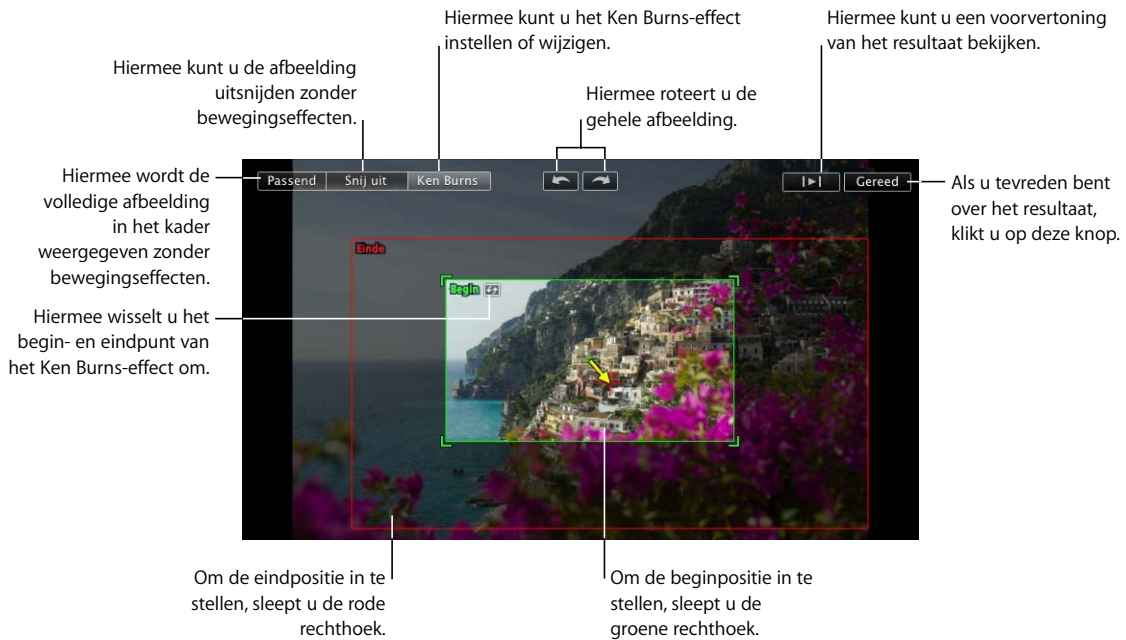 Hiermee kunt u het Ken Burns-effect
instellen of wijzigen.
Hiermee kunt u een voorvertoning
van het resultaat bekijken.
Hiermee kunt u de afbeelding
uitsnijden zonder
bewegingseffecten.
Hiermee roteert u de
gehele afbeelding.
Hiermee wordt de
volledige afbeelding
in het kader
weergegeven zonder
bewegingseffecten.
Passend
Snij uit
Ken Burns
Gereed
Als u tevreden bent
over het resultaat,
klikt u op deze knop.
Einde
Begin
Hiermee wisselt u het
begin- en eindpunt van
het Ken Burns-effect om.
Om de eindpositie in te
stellen, sleept u de rode
rechthoek.
Om de beginpositie in te
stellen, sleept u de
groene rechthoek.